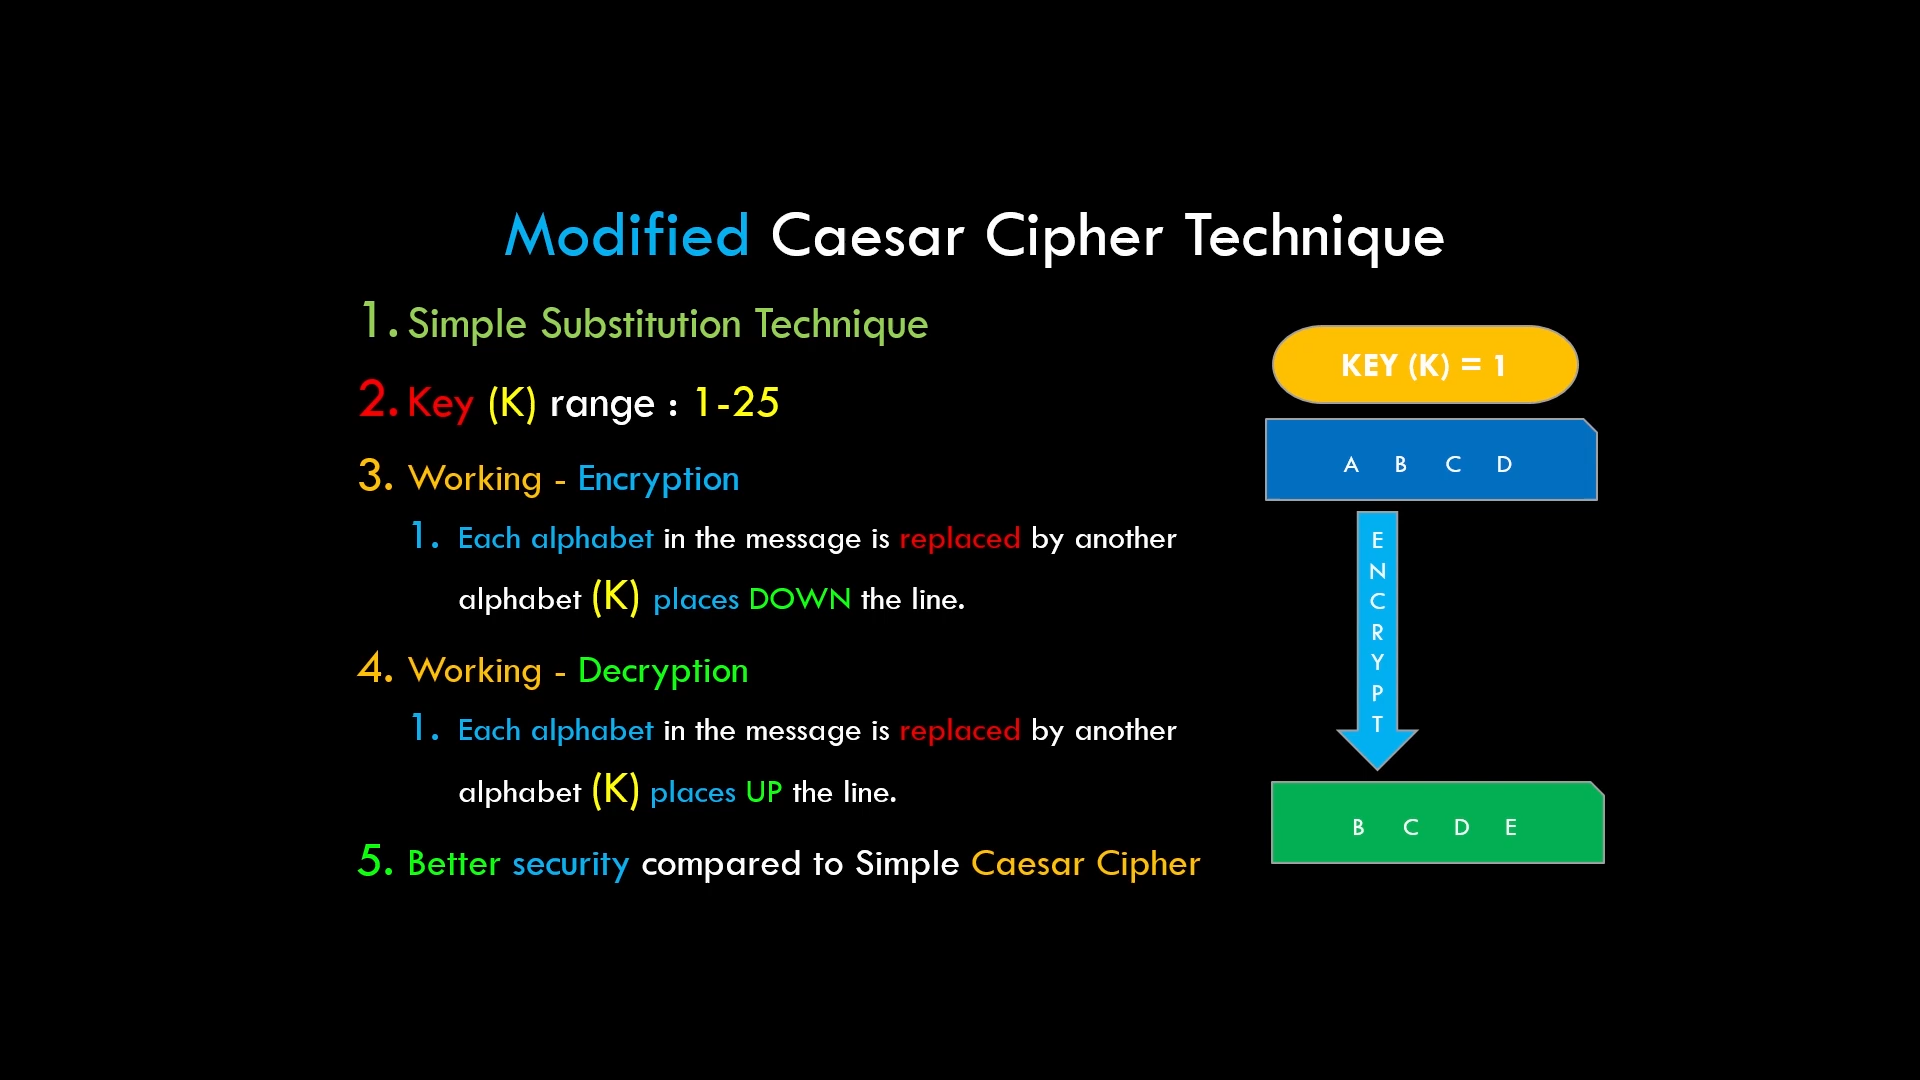 Modified Caesar Cipher Technique
1. Simple Substitution Technique
2. Key (K) range : 1-25
3. Working - Encryption
1. Each alphabet in the message is replaced by another
alphabet (K) places DOWN the line.
4. Working - Decryption
1. Each alphabet in the message is replaced by another
alphabet (K) places UP the line.
5. Better security compared to Simple Caesar Cipher
KEY (K) = 1
A B C D
E
N
C
R
Y
P
T
B C D E